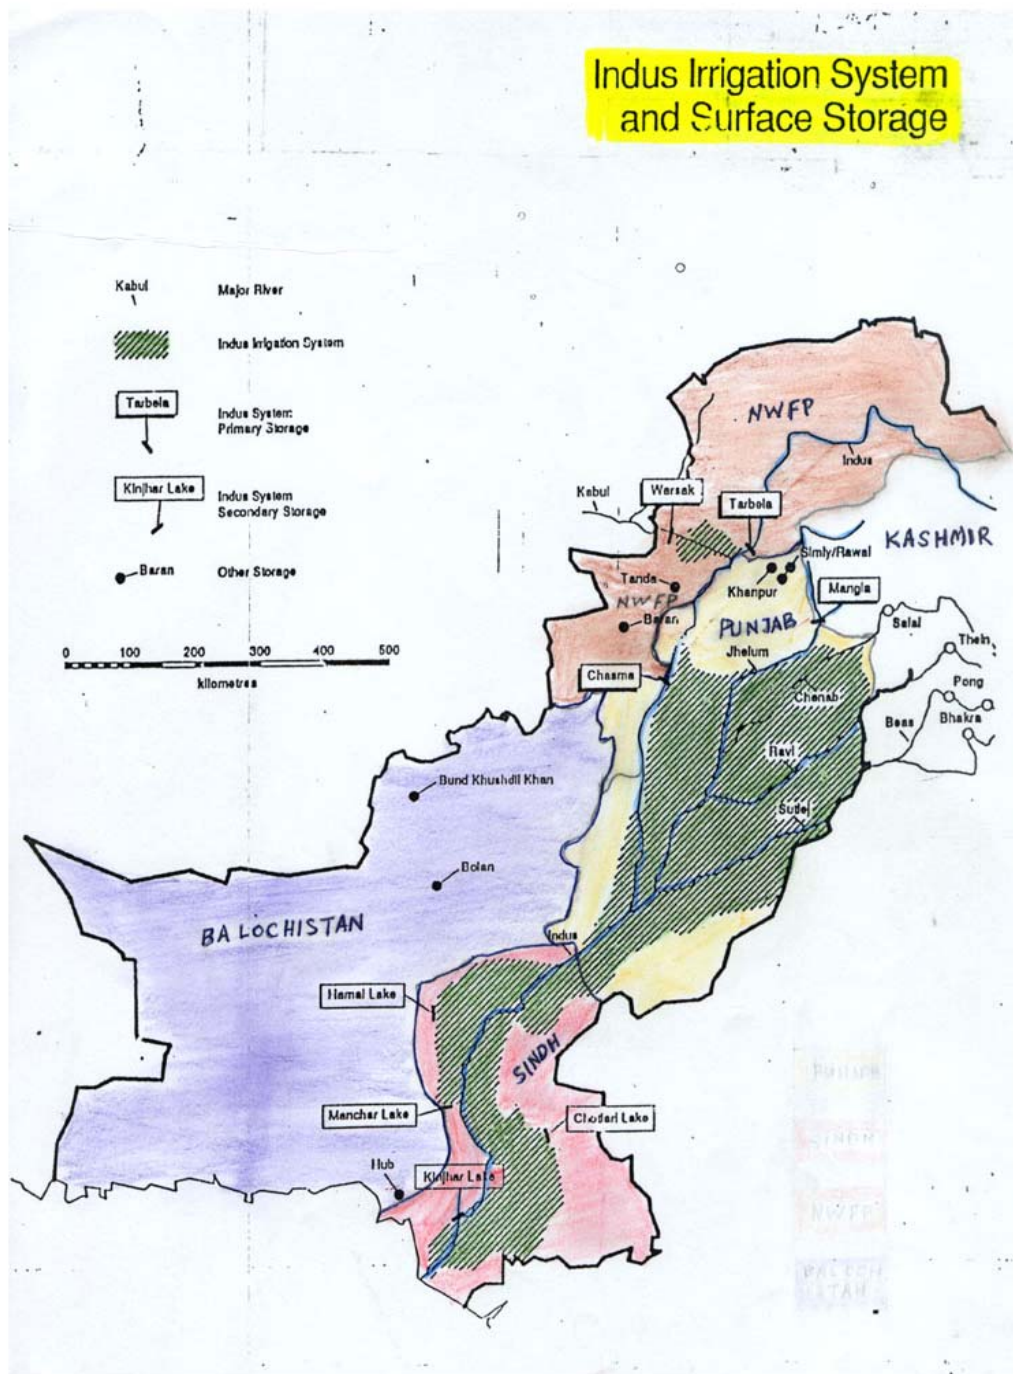 Indus Irrigation System
and Surface Storage
Kabul
Major River
Indus Irrigation System
Tarbela
Indus System:
Primary Storage
Kinjhar Lake
Indus System
Secondary Storage
Baran
Other Storage
0 100 200 300 400 500
kilometres
NWFP
Indus
Kabul
Warsak
Tarbela
KASHMIR
Simly/Rawal
Tanda
Khanpur
Mangla
NWFP
Baran
PUNJAB
Salal
Thein
Jhelum
Chasma
Chenab
Pong
Beas
Bhakra
Ravi
Bund Khushdil Khan
Sutlej
Bolan
BALOCHISTAN
Indus
Hamal Lake
SINDH
Manchar Lake
Chotiari Lake
Hub
Kinjhar Lake
PUNJAB
SINDH
NWFP